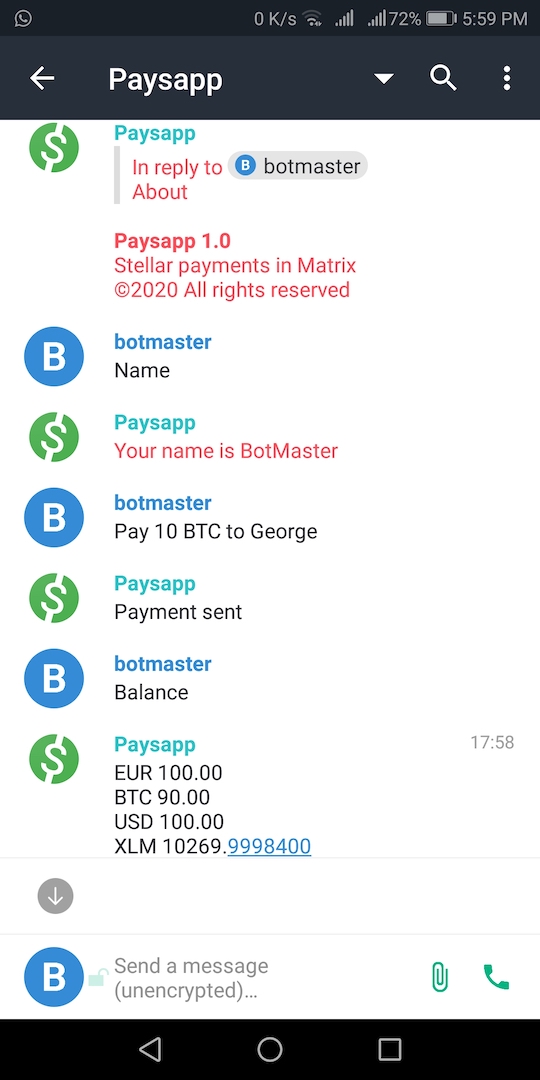 0 K/s 72% 5:59 PM
Paysapp
Paysapp
In reply to B botmaster
About
Paysapp 1.0
Stellar payments in Matrix
©2020 All rights reserved
B botmaster
Name
Paysapp
Your name is BotMaster
B botmaster
Pay 10 BTC to George
Paysapp
Payment sent
B botmaster
Balance
Paysapp 17:58
EUR 100.00
BTC 90.00
USD 100.00
XLM 10269.9998400
B Send a message
(unencrypted)…